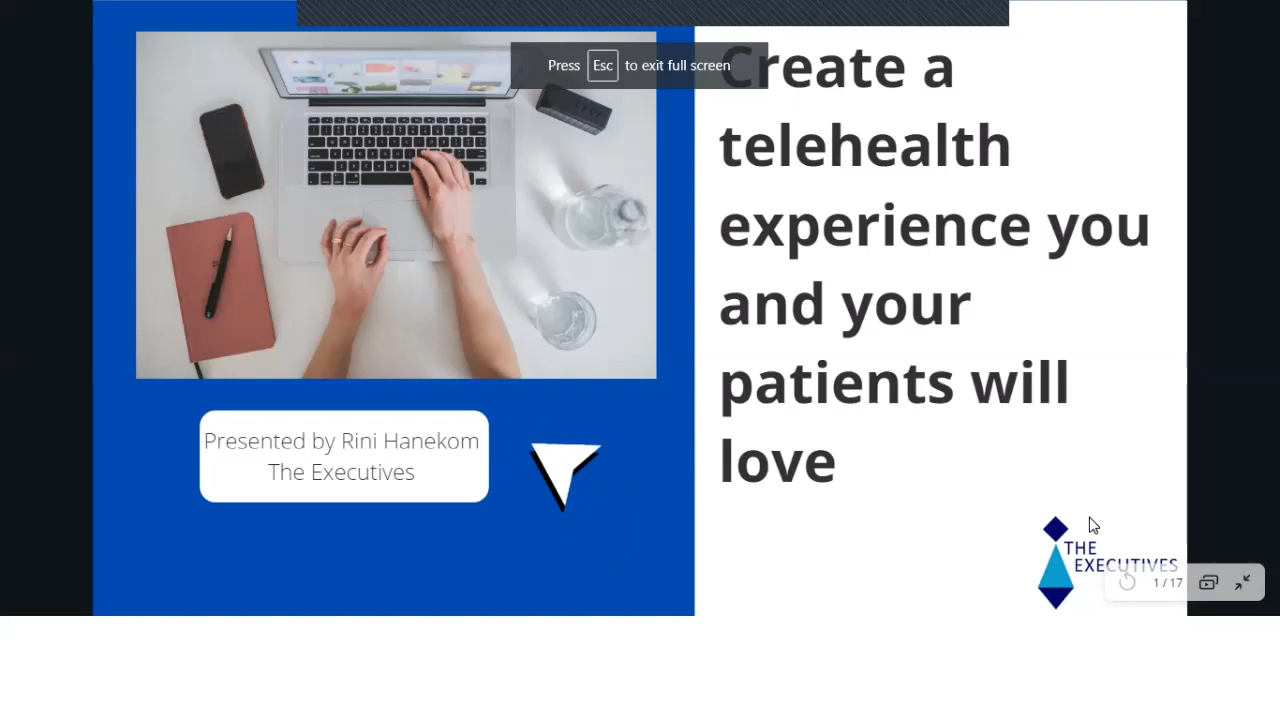 Press Esc to exit full screen
Create a
telehealth
experience you
and your
patients will
love
Presented by Rini Hanekom
The Executives
THE
EXECUTIVES
1 / 17